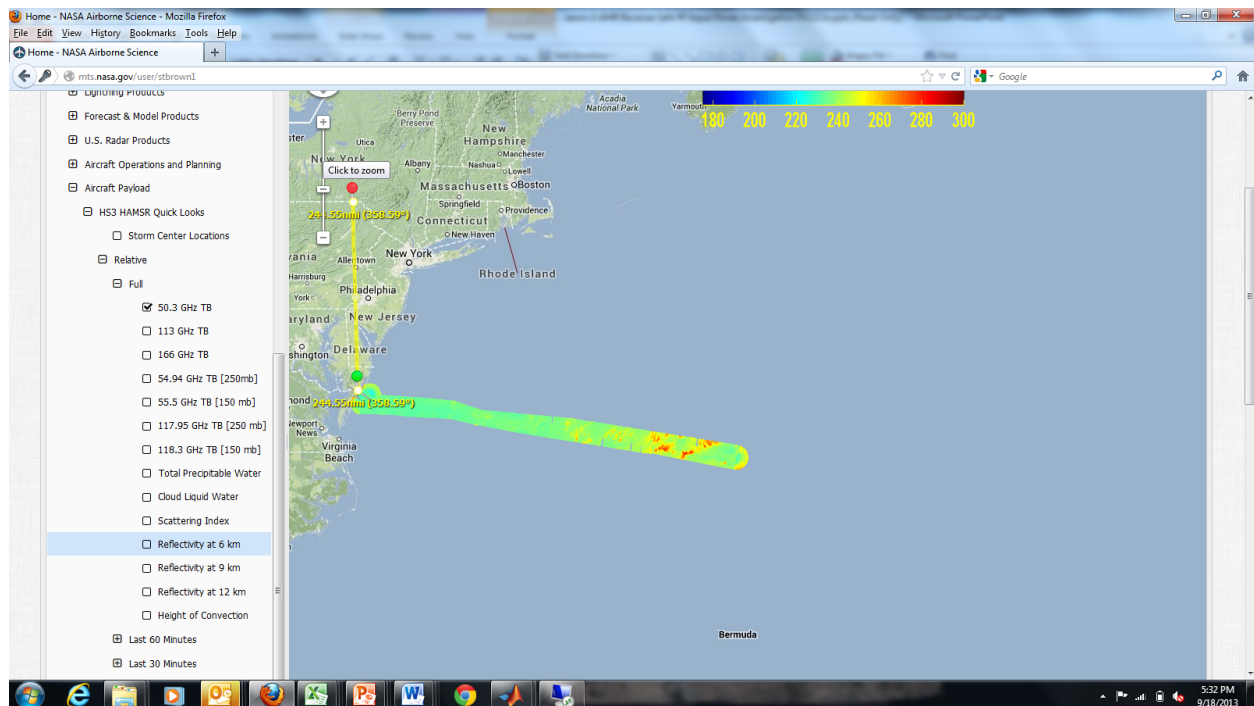 Home - NASA Airborne Science - Mozilla Firefox
File Edit View History Bookmarks Tools Help
Home - NASA Airborne Science
mts.nasa.gov/user/stbrown1
Google
Lightning Products
Forecast & Model Products
U.S. Radar Products
Aircraft Operations and Planning
Aircraft Payload
HS3 HAMSR Quick Looks
Storm Center Locations
Relative
Full
50.3 GHz TB
113 GHz TB
166 GHz TB
54.94 GHz TB [250mb]
55.5 GHz TB [150 mb]
117.95 GHz TB [250 mb]
118.3 GHz TB [150 mb]
Total Precipitable Water
Cloud Liquid Water
Scattering Index
Reflectivity at 6 km
Reflectivity at 9 km
Reflectivity at 12 km
Height of Convection
Last 60 Minutes
Last 30 Minutes
Acadia
National Park
Yarmouth
180 200 220 240 260 280 300
Berry Pond
Preserve
New
Hampshire
Utica
Manchester
New York
Albany
Nashua
Lowell
Click to zoom
Massachusetts
Boston
Springfield
Providence
244.55nmi (358.59°)
Connecticut
New Haven
New York
Allentown
Rhode Island
Harrisburg
Philadelphia
York
New Jersey
Delaware
244.55nmi (358.59°)
Newport
News
Virginia
Beach
Bermuda
5:32 PM
9/18/2013